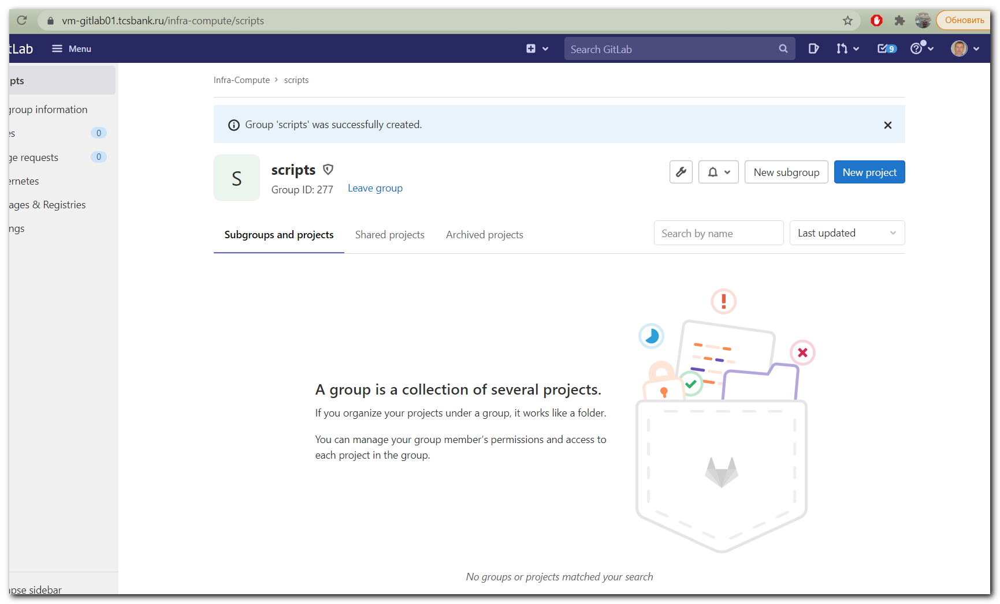 vm-gitlab01.tcsbank.ru/infra-compute/scripts
Обновить
tLab
Menu
Search GitLab
9
pts
group information
es
0
ge requests
0
ernetes
ages & Registries
ngs
apse sidebar
Infra-Compute > scripts
Group 'scripts' was successfully created.
S
scripts
Group ID: 277
Leave group
New subgroup
New project
Subgroups and projects
Shared projects
Archived projects
Search by name
Last updated
A group is a collection of several projects.
If you organize your projects under a group, it works like a folder.
You can manage your group member’s permissions and access to
each project in the group.
No groups or projects matched your search